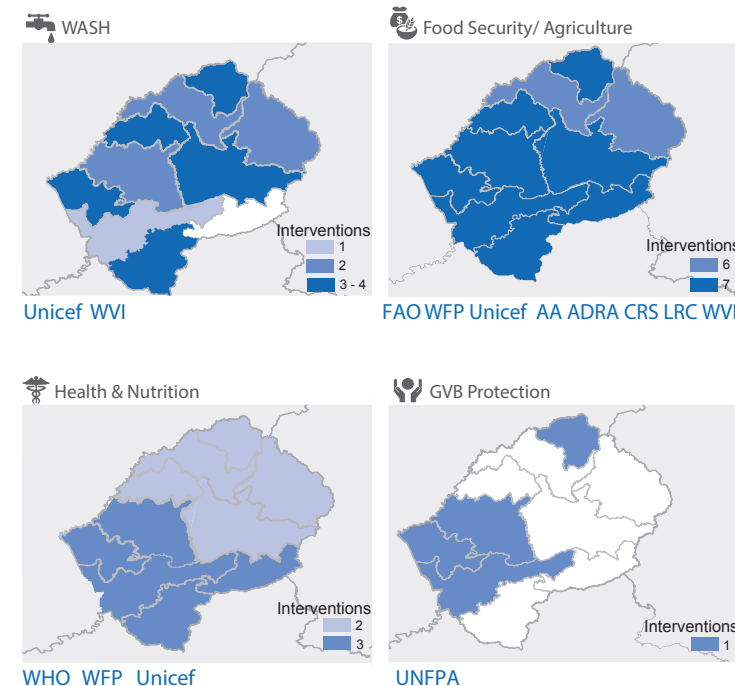 WASH
Interventions
1
2
3 - 4
Unicef WVI
Food Security/ Agriculture
Interventions
6
7
FAO WFP Unicef AA ADRA CRS LRC WVI
Health & Nutrition
Interventions
2
3
WHO WFP Unicef
GVB Protection
Interventions
1
UNFPA